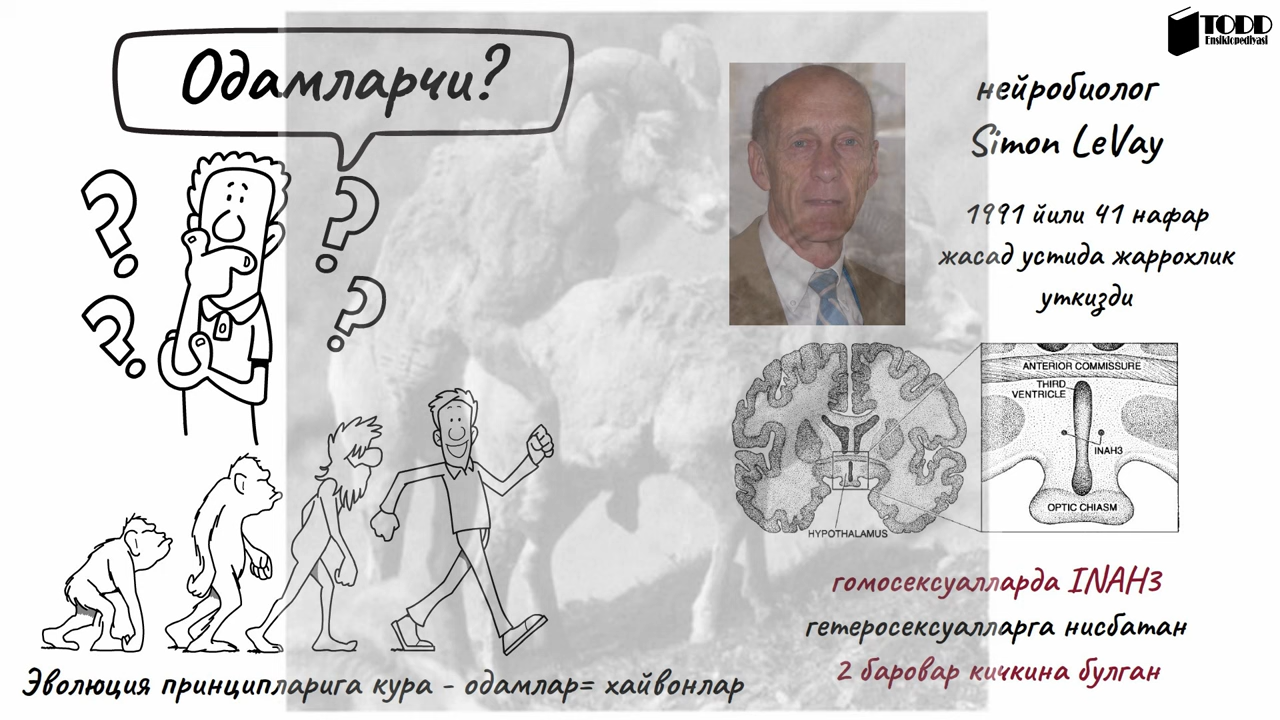 TODD
Ensiklopediyasi
Одамларчи?
нейробиолог
Simon LeVay
1991 йили 41 нафар
жасад устида жаррохлик
утказди
ANTERIOR COMMISSURE
THIRD
VENTRICLE
INAH3
OPTIC CHIASM
HYPOTHALAMUS
гомосексуалларда INAH3
гетеросексуалларга нисбатан
2 баровар кичкина булган
Эволюция принципларига кура - одамлар= хайвонлар